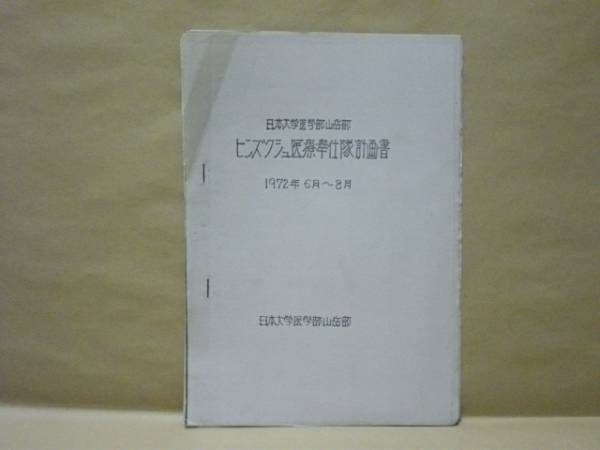 日本大学医学部山岳部
ヒンズクシュ医療奉仕隊計画書
1972年6月〜8月
日本大学医学部山岳部